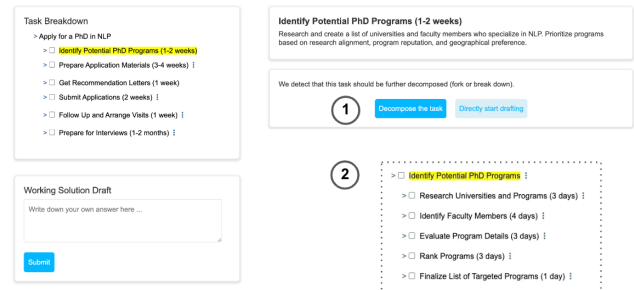 Task Breakdown
> Apply for a PhD in NLP
> Identify Potential PhD Programs (1-2 weeks)
> Prepare Application Materials (3-4 weeks)
> Get Recommendation Letters (1 week)
> Submit Applications (2 weeks)
> Follow Up and Arrange Visits (1 week)
> Prepare for Interviews (1-2 months)
Working Solution Draft
Write down your own answer here ...
Submit
Identify Potential PhD Programs (1-2 weeks)
Research and create a list of universities and faculty members who specialize in NLP. Prioritize programs
based on research alignment, program reputation, and geographical preference.
We detect that this task should be further decomposed (fork or break down).
1
Decompose the task
Directly start drafting
2
> Identify Potential PhD Programs
> Research Universities and Programs (3 days)
> Identify Faculty Members (4 days)
> Evaluate Program Details (3 days)
> Rank Programs (3 days)
> Finalize List of Targeted Programs (1 day)